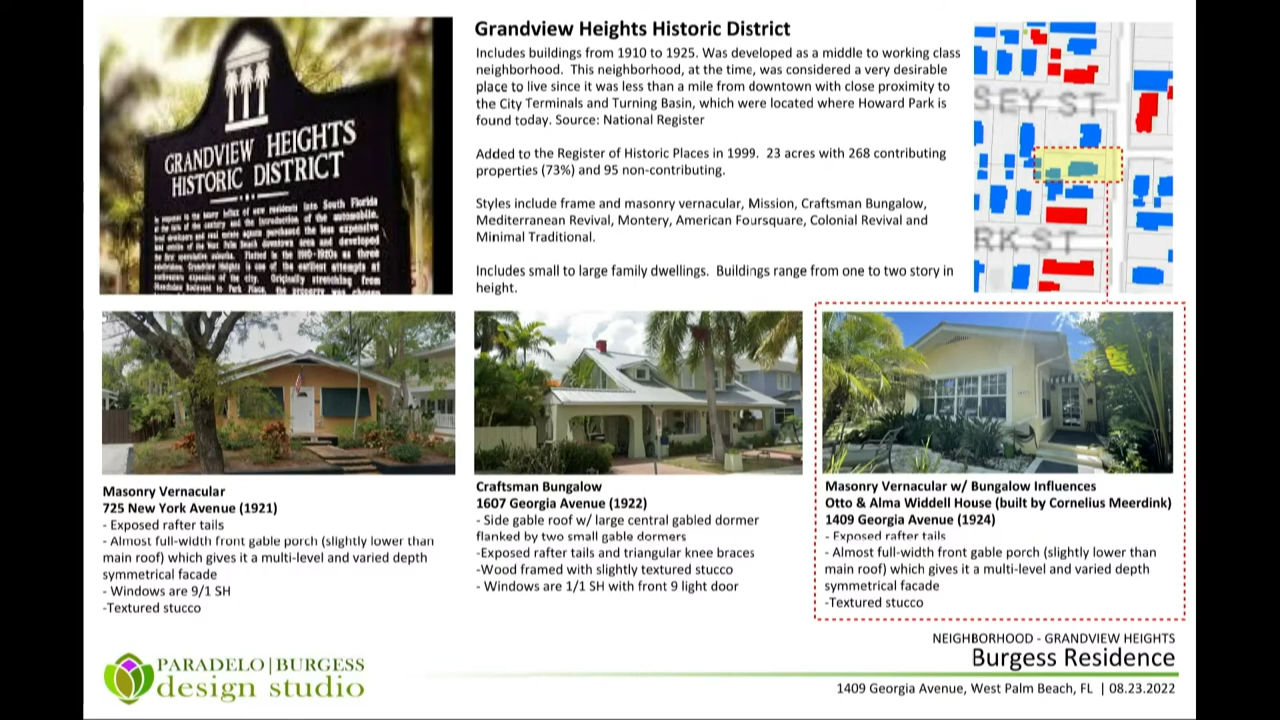 GRANDVIEW HEIGHTS
HISTORIC DISTRICT
Grandview Heights Historic District
Includes buildings from 1910 to 1925. Was developed as a middle to working class
neighborhood. This neighborhood, at the time, was considered a very desirable
place to live since it was less than a mile from downtown with close proximity to
the City Terminals and Turning Basin, which were located where Howard Park is
found today. Source: National Register
Added to the Register of Historic Places in 1999. 23 acres with 268 contributing
properties (73%) and 95 non-contributing.
Styles include frame and masonry vernacular, Mission, Craftsman Bungalow,
Mediterranean Revival, Montery, American Foursquare, Colonial Revival and
Minimal Traditional.
Includes small to large family dwellings. Buildings range from one to two story in
height.
SEY ST
RK ST
Masonry Vernacular
725 New York Avenue (1921)
- Exposed rafter tails
- Almost full-width front gable porch (slightly lower than
main roof) which gives it a multi-level and varied depth
symmetrical facade
- Windows are 9/1 SH
-Textured stucco
Craftsman Bungalow
1607 Georgia Avenue (1922)
- Side gable roof w/ large central gabled dormer
flanked by two small gable dormers
-Exposed rafter tails and triangular knee braces
-Wood framed with slightly textured stucco
- Windows are 1/1 SH with front 9 light door
Masonry Vernacular w/ Bungalow Influences
Otto & Alma Widdell House (built by Cornelius Meerdink)
1409 Georgia Avenue (1924)
- Exposed rafter tails
- Almost full-width front gable porch (slightly lower than
main roof) which gives it a multi-level and varied depth
symmetrical facade
-Textured stucco
NEIGHBORHOOD - GRANDVIEW HEIGHTS
Burgess Residence
1409 Georgia Avenue, West Palm Beach, FL | 08.23.2022
PARADELO|BURGESS
design studio